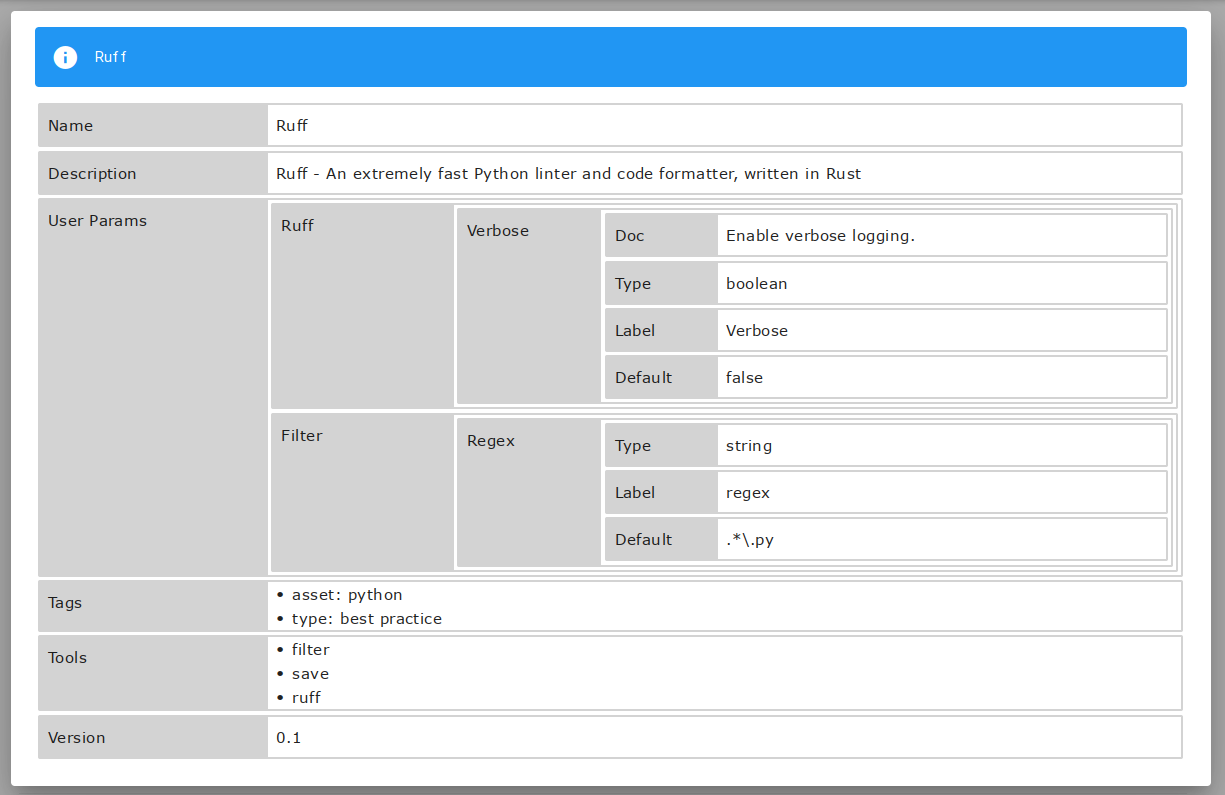 Ruff
Name Ruff
Description Ruff - An extremely fast Python linter and code formatter, written in Rust
User Params
Ruff
Verbose
Doc Enable verbose logging.
Type boolean
Label Verbose
Default false
Filter
Regex
Type string
Label regex
Default .*\.py
Tags
• asset: python
• type: best practice
Tools
• filter
• save
• ruff
Version 0.1